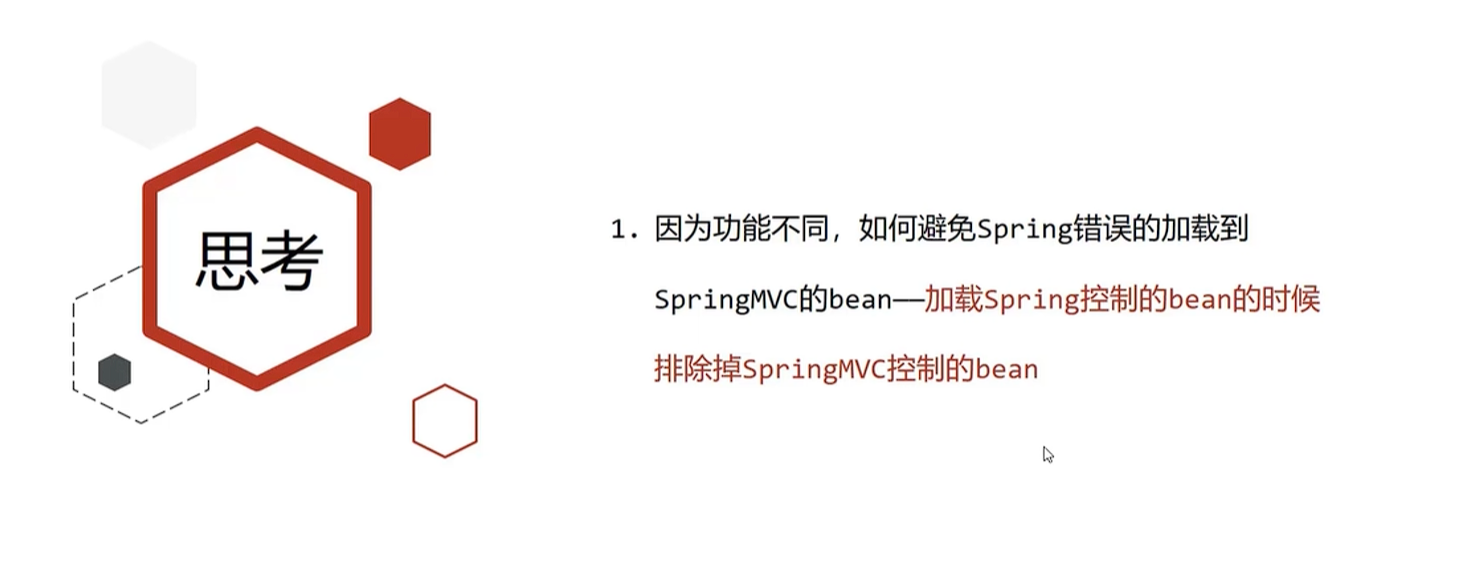 思考
1. 因为功能不同，如何避免Spring错误的加载到
SpringMVC的bean——加载Spring控制的bean的时候
排除掉SpringMVC控制的bean